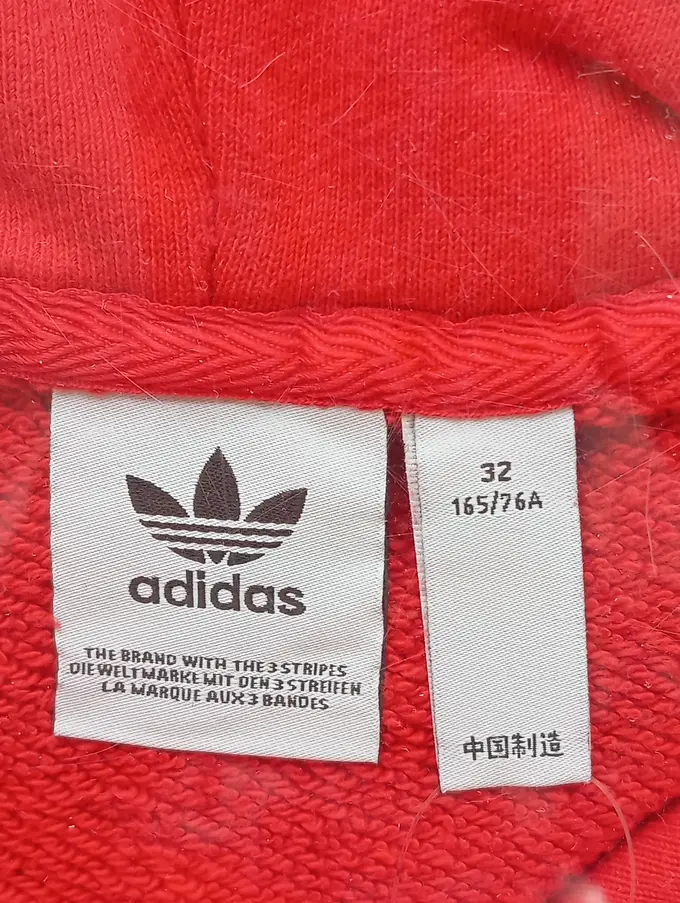 adidas
THE BRAND WITH THE 3 STRIPES
DIE WELTMARKE MIT DEN 3 STREIFEN
LA MARQUE AUX 3 BANDES
32
165/76A
中国制造